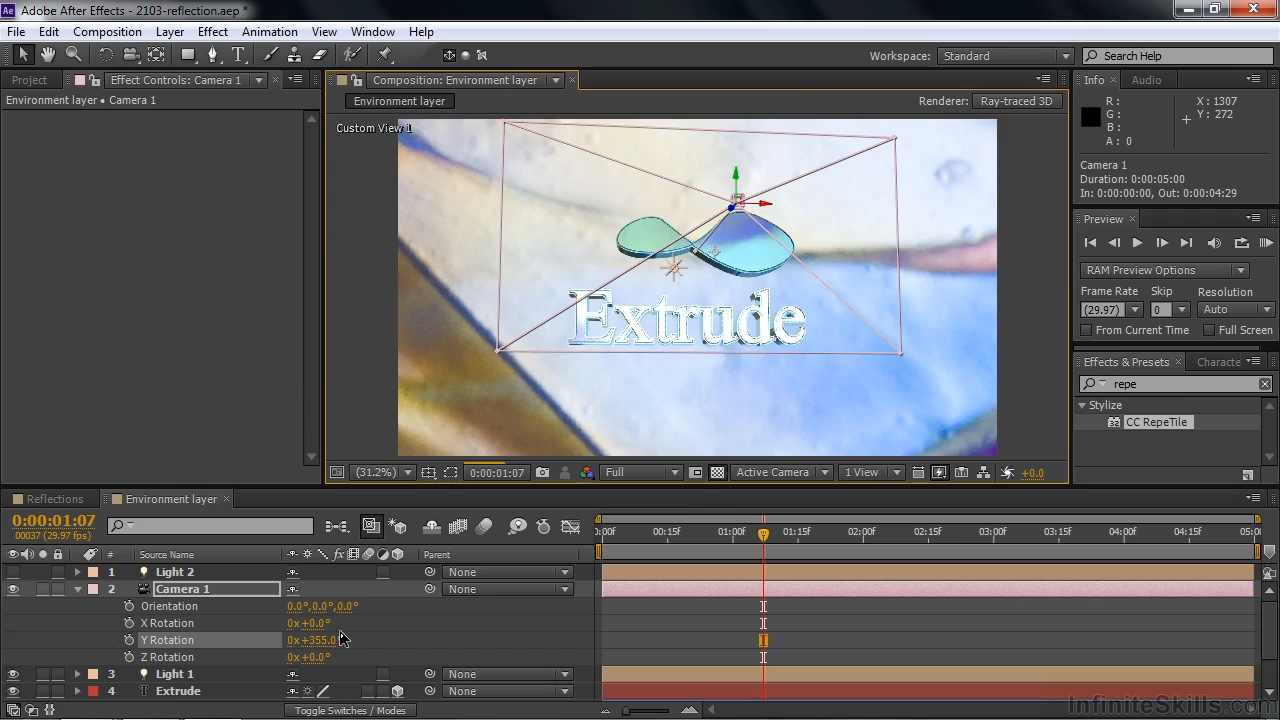 Adobe After Effects - 2103-reflection.aep *
File Edit Composition Layer Effect Animation View Window Help
Workspace: Standard Search Help
Project Effect Controls: Camera 1 Composition: Environment layer Info Audio
Environment layer • Camera 1 Environment layer Renderer: Ray-traced 3D
Custom View 1
R : X : 1307
G : Y : 272
B :
A : 0
Camera 1
Duration: 0:00:05:00
In: 0:00:00:00, Out: 0:00:04:29
Preview
RAM Preview Options
Frame Rate Skip Resolution
(29.97) 0 Auto
From Current Time Full Screen
Effects & Presets Characte
repe
Stylize
32 CC RepeTile
Extrude
(31.2%) 0:00:01:07 Full Active Camera 1 View +0.0
Reflections Environment layer
0:00:01:07
00037 (29.97 fps)
:00f 00:15f 01:00f 01:15f 02:00f 02:15f 03:00f 03:15f 04:00f 04:15f 05:00
# Source Name fx Parent
1 Light 2 None
2 Camera 1 None
Orientation 0.0°,0.0°,0.0°
X Rotation 0x+0.0°
Y Rotation 0x+355.0
Z Rotation 0x+0.0°
3 Light 1 None
4 T Extrude None
Toggle Switches / Modes
InfiniteSkills.com